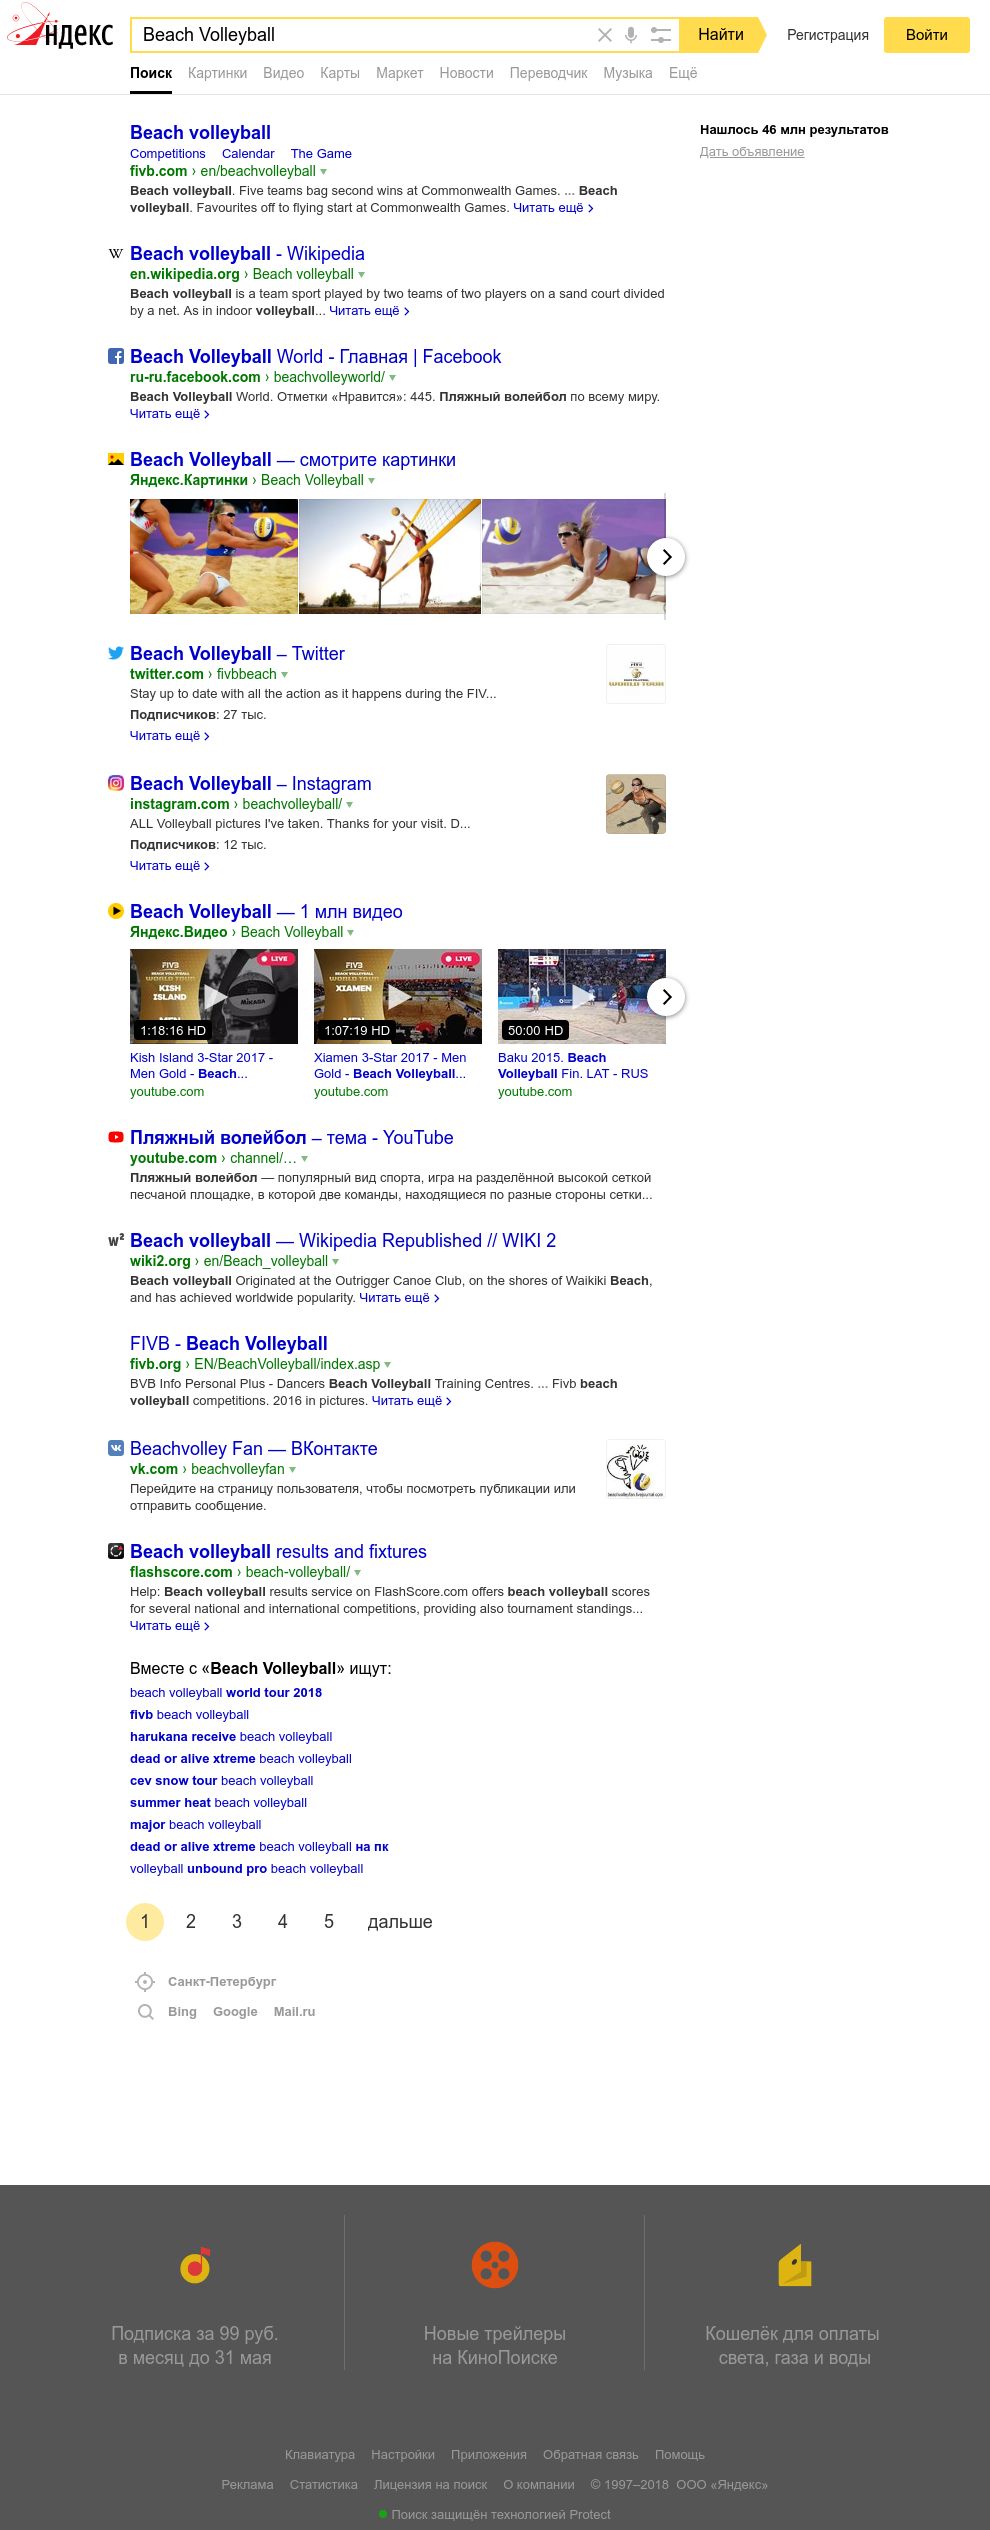 Яндекс
Beach Volleyball
Найти
Регистрация
Войти
Поиск Картинки Видео Карты Маркет Новости Переводчик Музыка Ещё
Нашлось 46 млн результатов
Дать объявление
Beach volleyball
Competitions Calendar The Game
fivb.com › en/beachvolleyball
Beach volleyball. Five teams bag second wins at Commonwealth Games. ... Beach
volleyball. Favourites off to flying start at Commonwealth Games. Читать ещё
Beach volleyball - Wikipedia
en.wikipedia.org › Beach volleyball
Beach volleyball is a team sport played by two teams of two players on a sand court divided
by a net. As in indoor volleyball... Читать ещё
Beach Volleyball World - Главная | Facebook
ru-ru.facebook.com › beachvolleyworld/
Beach Volleyball World. Отметки «Нравится»: 445. Пляжный волейбол по всему миру.
Читать ещё
Beach Volleyball — смотрите картинки
Яндекс.Картинки › Beach Volleyball
Beach Volleyball – Twitter
twitter.com › fivbbeach
Stay up to date with all the action as it happens during the FIV...
Подписчиков: 27 тыс.
Читать ещё
WORLD TOUR
Beach Volleyball – Instagram
instagram.com › beachvolleyball/
ALL Volleyball pictures I've taken. Thanks for your visit. D...
Подписчиков: 12 тыс.
Читать ещё
Beach Volleyball — 1 млн видео
Яндекс.Видео › Beach Volleyball
FIVB
BEACH VOLLEYBALL
WORLD TOUR
KISH
ISLAND
MEN
MIKASA
LIVE
1:18:16 HD
FIVB
BEACH VOLLEYBALL
WORLD TOUR
XIAMEN
MEN
LIVE
1:07:19 HD
50:00 HD
Kish Island 3-Star 2017 -
Men Gold - Beach...
youtube.com
Xiamen 3-Star 2017 - Men
Gold - Beach Volleyball...
youtube.com
Baku 2015. Beach
Volleyball Fin. LAT - RUS
youtube.com
Пляжный волейбол – тема - YouTube
youtube.com › channel/…
Пляжный волейбол — популярный вид спорта, игра на разделённой высокой сеткой
песчаной площадке, в которой две команды, находящиеся по разные стороны сетки...
Beach volleyball — Wikipedia Republished // WIKI 2
wiki2.org › en/Beach_volleyball
Beach volleyball Originated at the Outrigger Canoe Club, on the shores of Waikiki Beach,
and has achieved worldwide popularity. Читать ещё
FIVB - Beach Volleyball
fivb.org › EN/BeachVolleyball/index.asp
BVB Info Personal Plus - Dancers Beach Volleyball Training Centres. ... Fivb beach
volleyball competitions. 2016 in pictures. Читать ещё
Beachvolley Fan — ВКонтакте
vk.com › beachvolleyfan
Перейдите на страницу пользователя, чтобы посмотреть публикации или
отправить сообщение.
beachvolleyfan.livejournal.com
Beach volleyball results and fixtures
flashscore.com › beach-volleyball/
Help: Beach volleyball results service on FlashScore.com offers beach volleyball scores
for several national and international competitions, providing also tournament standings...
Читать ещё
Вместе с «Beach Volleyball» ищут:
beach volleyball world tour 2018
fivb beach volleyball
harukana receive beach volleyball
dead or alive xtreme beach volleyball
cev snow tour beach volleyball
summer heat beach volleyball
major beach volleyball
dead or alive xtreme beach volleyball на пк
volleyball unbound pro beach volleyball
1 2 3 4 5 дальше
Санкт-Петербург
Bing Google Mail.ru
Подписка за 99 руб.
в месяц до 31 мая
Новые трейлеры
на КиноПоиске
Кошелёк для оплаты
света, газа и воды
Клавиатура Настройки Приложения Обратная связь Помощь
Реклама Статистика Лицензия на поиск О компании © 1997–2018 ООО «Яндекс»
Поиск защищён технологией Protect